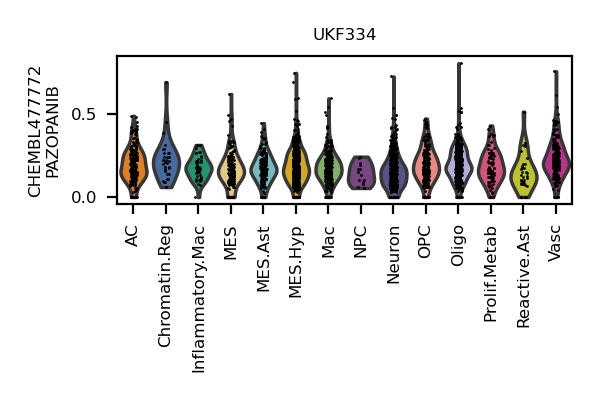 UKF334
CHEMBL477772
PAZOPANIB
0.5
0.0
AC
Chromatin.Reg
Inflammatory.Mac
MES
MES.Ast
MES.Hyp
Mac
NPC
Neuron
OPC
Oligo
Prolif.Metab
Reactive.Ast
Vasc